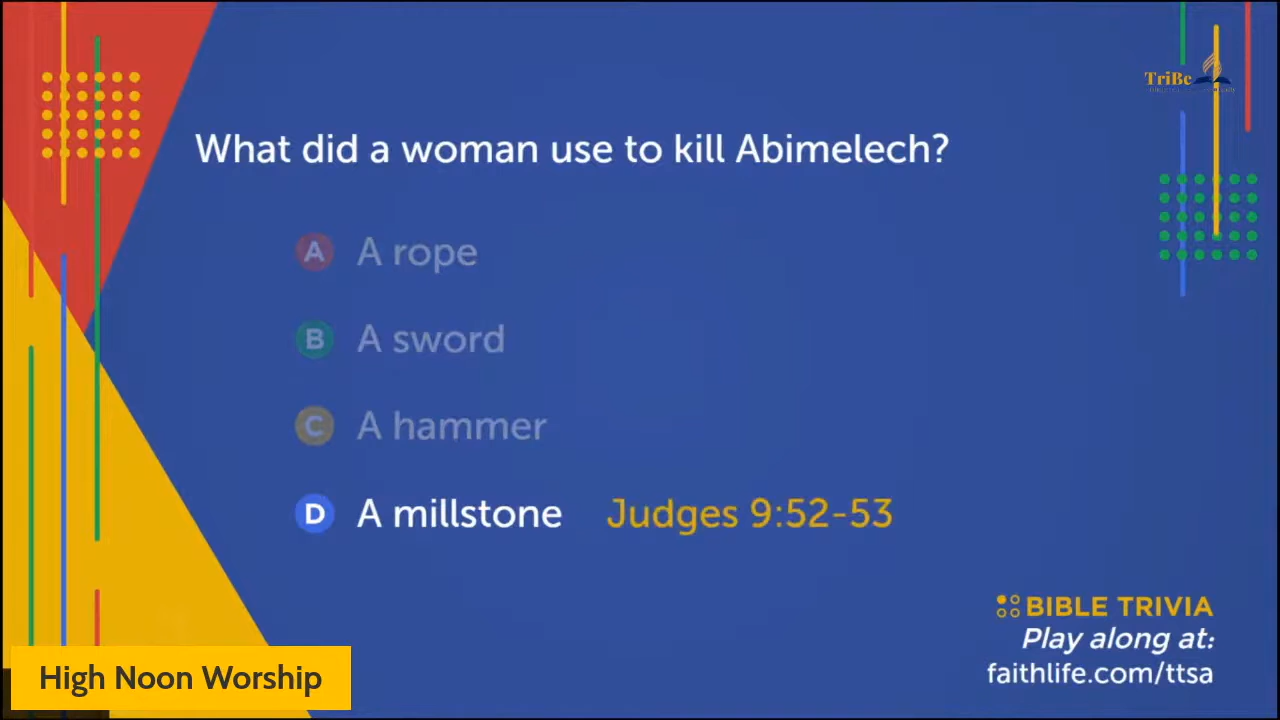 TriBe
What did a woman use to kill Abimelech?
A A rope
B A sword
C A hammer
D A millstone Judges 9:52-53
BIBLE TRIVIA
Play along at:
faithlife.com/ttsa
High Noon Worship